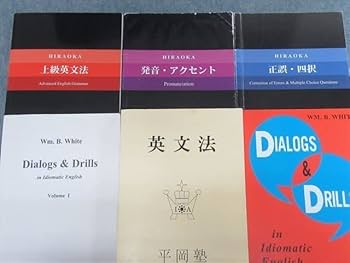 HIRAOKA
上級英文法
Advanced English Grammar
HIRAOKA
発音・アクセント
Pronunciation
HIRAOKA
正誤・四択
Correction of Errors & Multiple Choice Questions
Wm. B. White
Dialogs & Drills
in Idiomatic English
Volume 1
英文法
I A
平岡塾
WM. B. WHITE
DIALOGS
&
DRILLS
in
Idiomatic
English